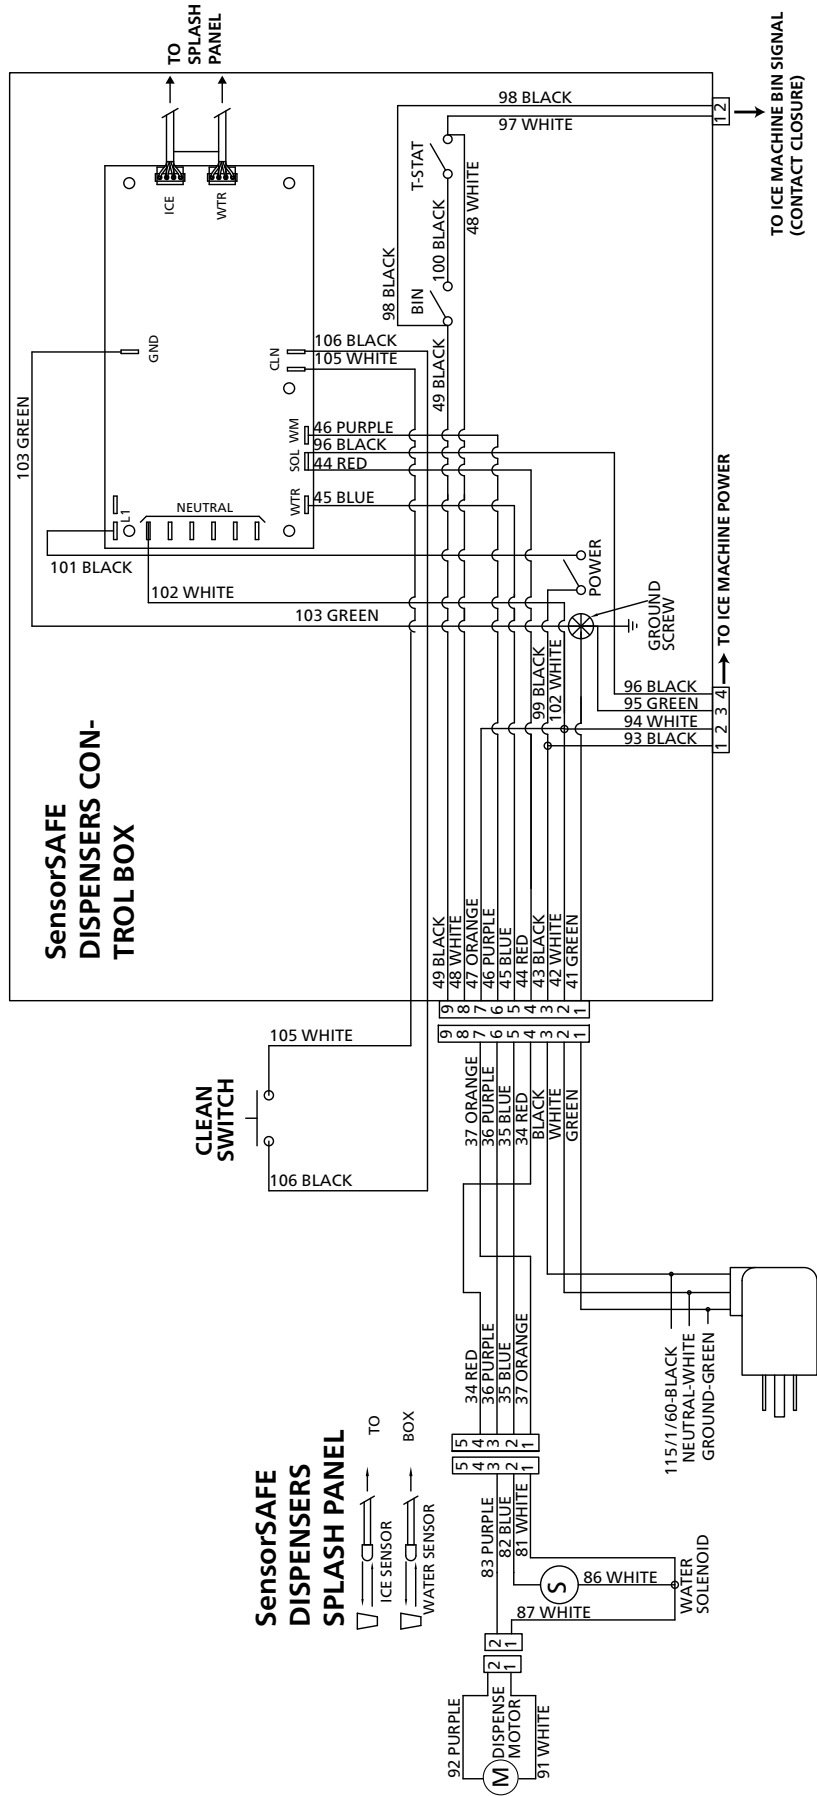 TO
SPLASH
PANEL
98 BLACK
97 WHITE
1 2
TO ICE MACHINE BIN SIGNAL
(CONTACT CLOSURE)
ICE
WTR
GND
CLN
WM
SOL
WTR
L1
NEUTRAL
T-STAT
48 WHITE
100 BLACK
98 BLACK
BIN
49 BLACK
106 BLACK
105 WHITE
46 PURPLE
96 BLACK
44 RED
45 BLUE
103 GREEN
101 BLACK
102 WHITE
103 GREEN
POWER
GROUND
SCREW
99 BLACK
102 WHITE
96 BLACK
95 GREEN
94 WHITE
93 BLACK
1 2 3 4
TO ICE MACHINE POWER
SensorSAFE
DISPENSERS CON-
TROL BOX
49 BLACK
48 WHITE
47 ORANGE
46 PURPLE
45 BLUE
44 RED
43 BLACK
42 WHITE
41 GREEN
9 8 7 6 5 4 3 2 1
9 8 7 6 5 4 3 2 1
CLEAN
SWITCH
105 WHITE
106 BLACK
37 ORANGE
36 PURPLE
35 BLUE
34 RED
BLACK
WHITE
GREEN
34 RED
36 PURPLE
35 BLUE
37 ORANGE
115/1/60-BLACK
NEUTRAL-WHITE
GROUND-GREEN
SensorSAFE
DISPENSERS
SPLASH PANEL
TO
BOX
ICE SENSOR
WATER SENSOR
5 4 3 2 1
5 4 3 2 1
83 PURPLE
82 BLUE
81 WHITE
S
86 WHITE
87 WHITE
WATER
SOLENOID
2 1
2 1
92 PURPLE
M
DISPENSE
MOTOR
91 WHITE